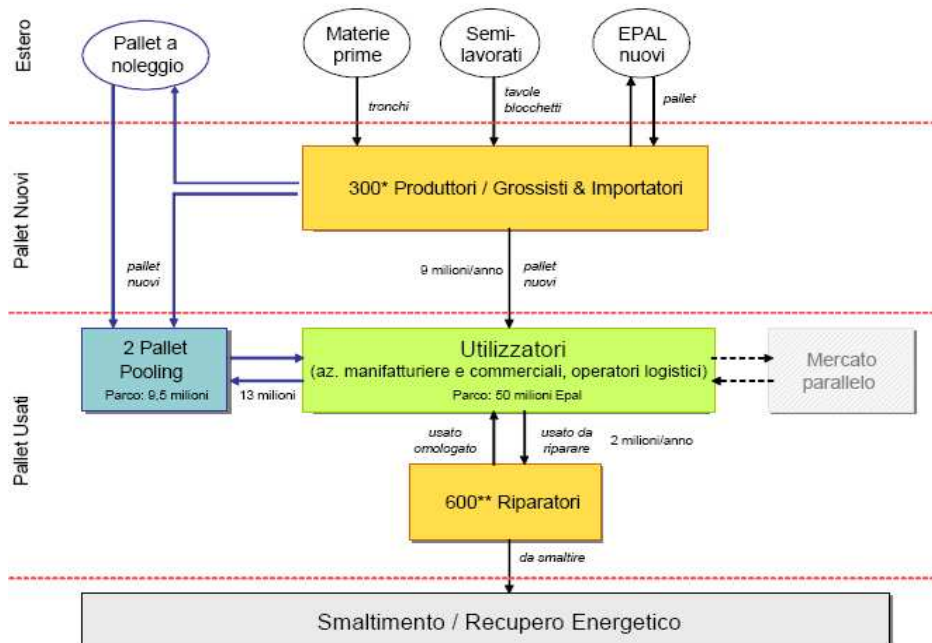 Estero
Pallet a
noleggio
Materie
prime
Semi-
lavorati
EPAL
nuovi
tronchi
tavole
blocchetti
pallet
Pallet Nuovi
300* Produttori / Grossisti & Importatori
pallet
nuovi
9 milioni/anno
pallet
nuovi
Pallet Usati
2 Pallet
Pooling
Parco: 9,5 milioni
13 milioni
Utilizzatori
(az. manifatturiere e commerciali, operatori logistici)
Parco: 50 milioni Epal
Mercato
parallelo
usato
omologato
usato da
riparare
2 milioni/anno
600** Riparatori
da smaltire
Smaltimento / Recupero Energetico